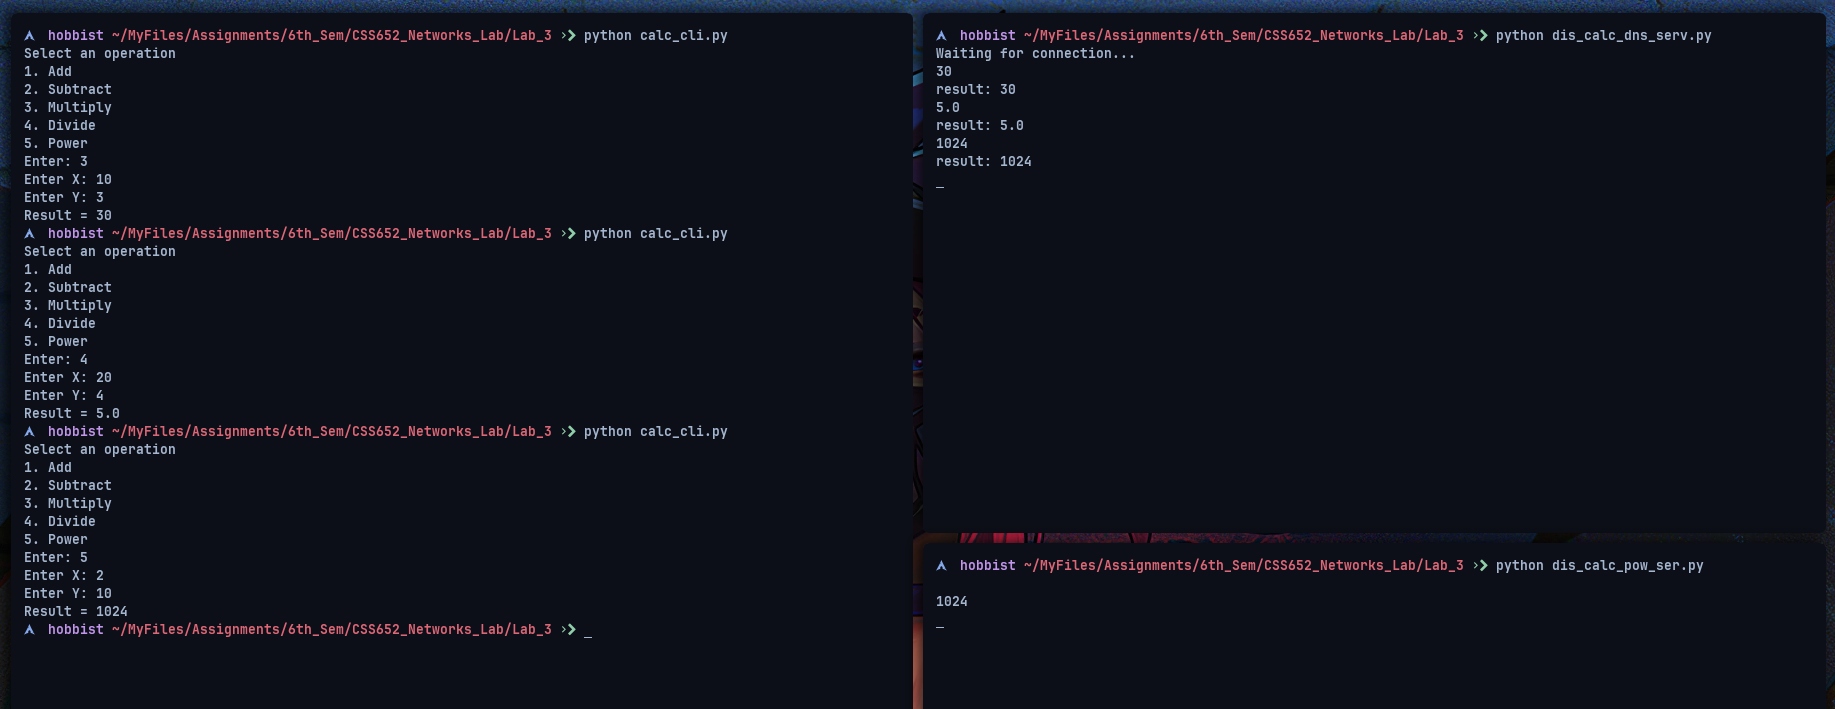 hobbist ~/MyFiles/Assignments/6th_Sem/CSS652_Networks_Lab/Lab_3 ›❯ python calc_cli.py
Select an operation
1. Add
2. Subtract
3. Multiply
4. Divide
5. Power
Enter: 3
Enter X: 10
Enter Y: 3
Result = 30
hobbist ~/MyFiles/Assignments/6th_Sem/CSS652_Networks_Lab/Lab_3 ›❯ python calc_cli.py
Select an operation
1. Add
2. Subtract
3. Multiply
4. Divide
5. Power
Enter: 4
Enter X: 20
Enter Y: 4
Result = 5.0
hobbist ~/MyFiles/Assignments/6th_Sem/CSS652_Networks_Lab/Lab_3 ›❯ python calc_cli.py
Select an operation
1. Add
2. Subtract
3. Multiply
4. Divide
5. Power
Enter: 5
Enter X: 2
Enter Y: 10
Result = 1024
hobbist ~/MyFiles/Assignments/6th_Sem/CSS652_Networks_Lab/Lab_3 ›❯ _
hobbist ~/MyFiles/Assignments/6th_Sem/CSS652_Networks_Lab/Lab_3 ›❯ python dis_calc_dns_serv.py
Waiting for connection...
30
result: 30
5.0
result: 5.0
1024
result: 1024
_
hobbist ~/MyFiles/Assignments/6th_Sem/CSS652_Networks_Lab/Lab_3 ›❯ python dis_calc_pow_ser.py
1024
_